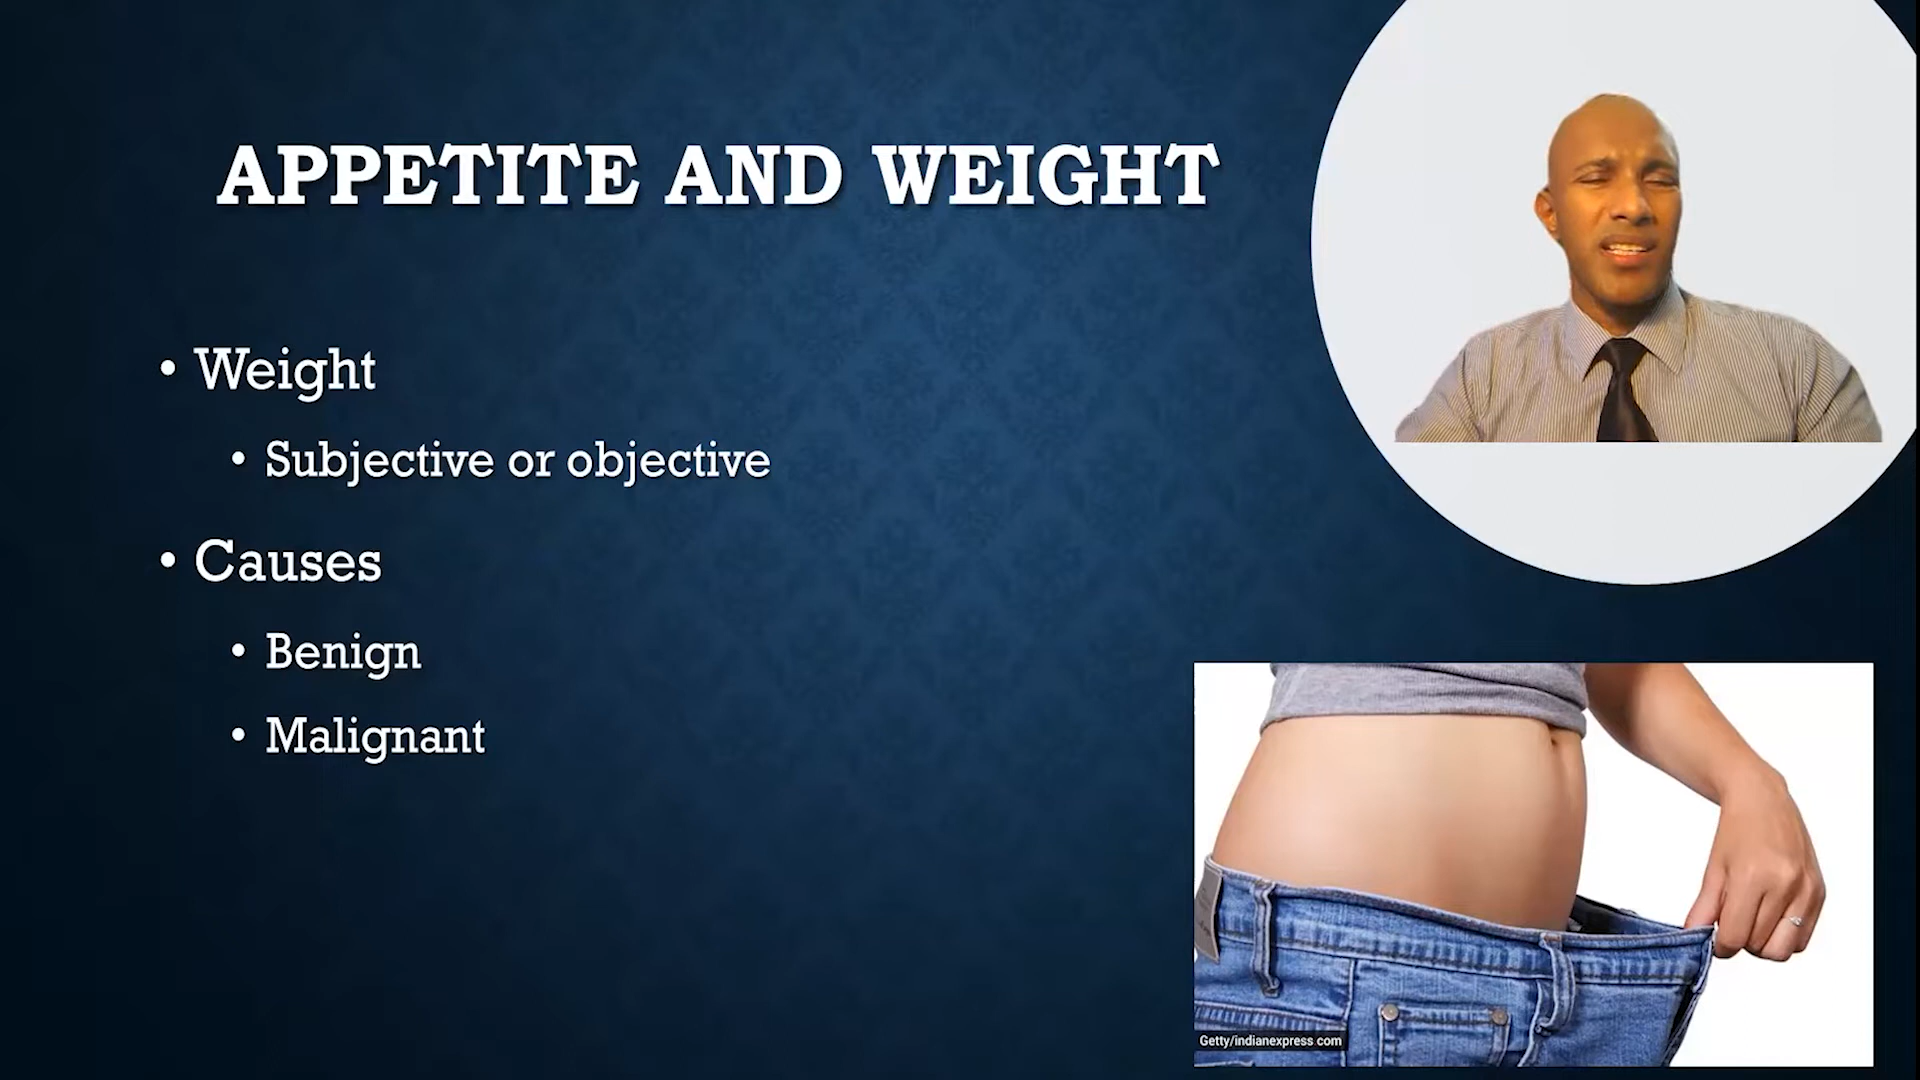 APPETITE AND WEIGHT
• Weight
• Subjective or objective
• Causes
• Benign
• Malignant
Getty/indianexpress com